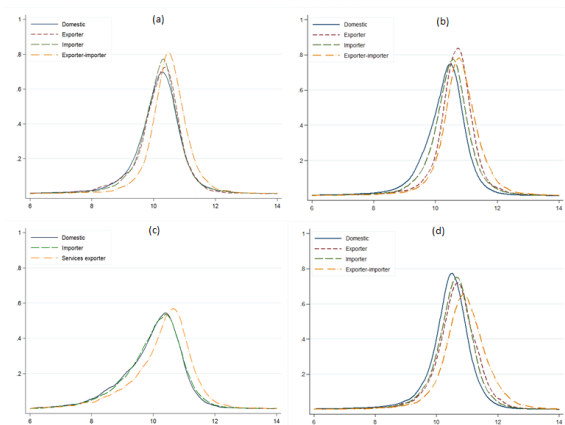 (a)
Domestic
Exporter
Importer
Exporter-importer
1
.8
.6
.4
.2
6 8 10 12 14
(b)
Domestic
Exporter
Importer
Exporter-importer
1
.8
.6
.4
.2
6 8 10 12 14
(c)
Domestic
Importer
Services exporter
1
.8
.6
.4
.2
6 8 10 12 14
(d)
Domestic
Exporter
Importer
Exporter-importer
1
.8
.6
.4
.2
6 8 10 12 14